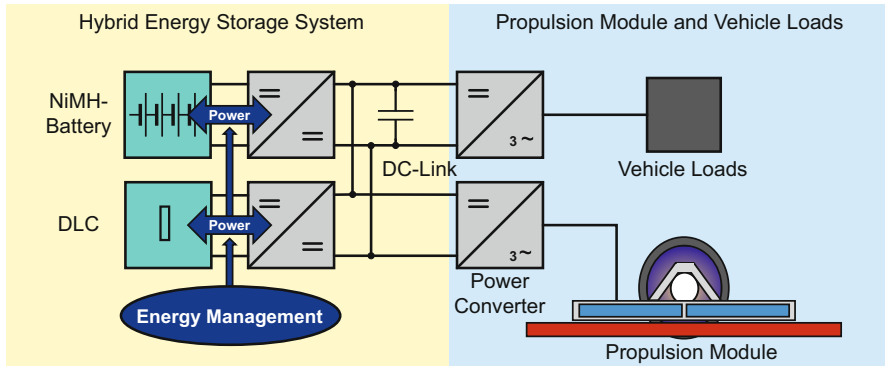 Hybrid Energy Storage System
Propulsion Module and Vehicle Loads
NiMH-
Battery
Power
3 ~
DC-Link
Vehicle Loads
DLC
Power
3 ~
Power
Converter
Energy Management
Propulsion Module